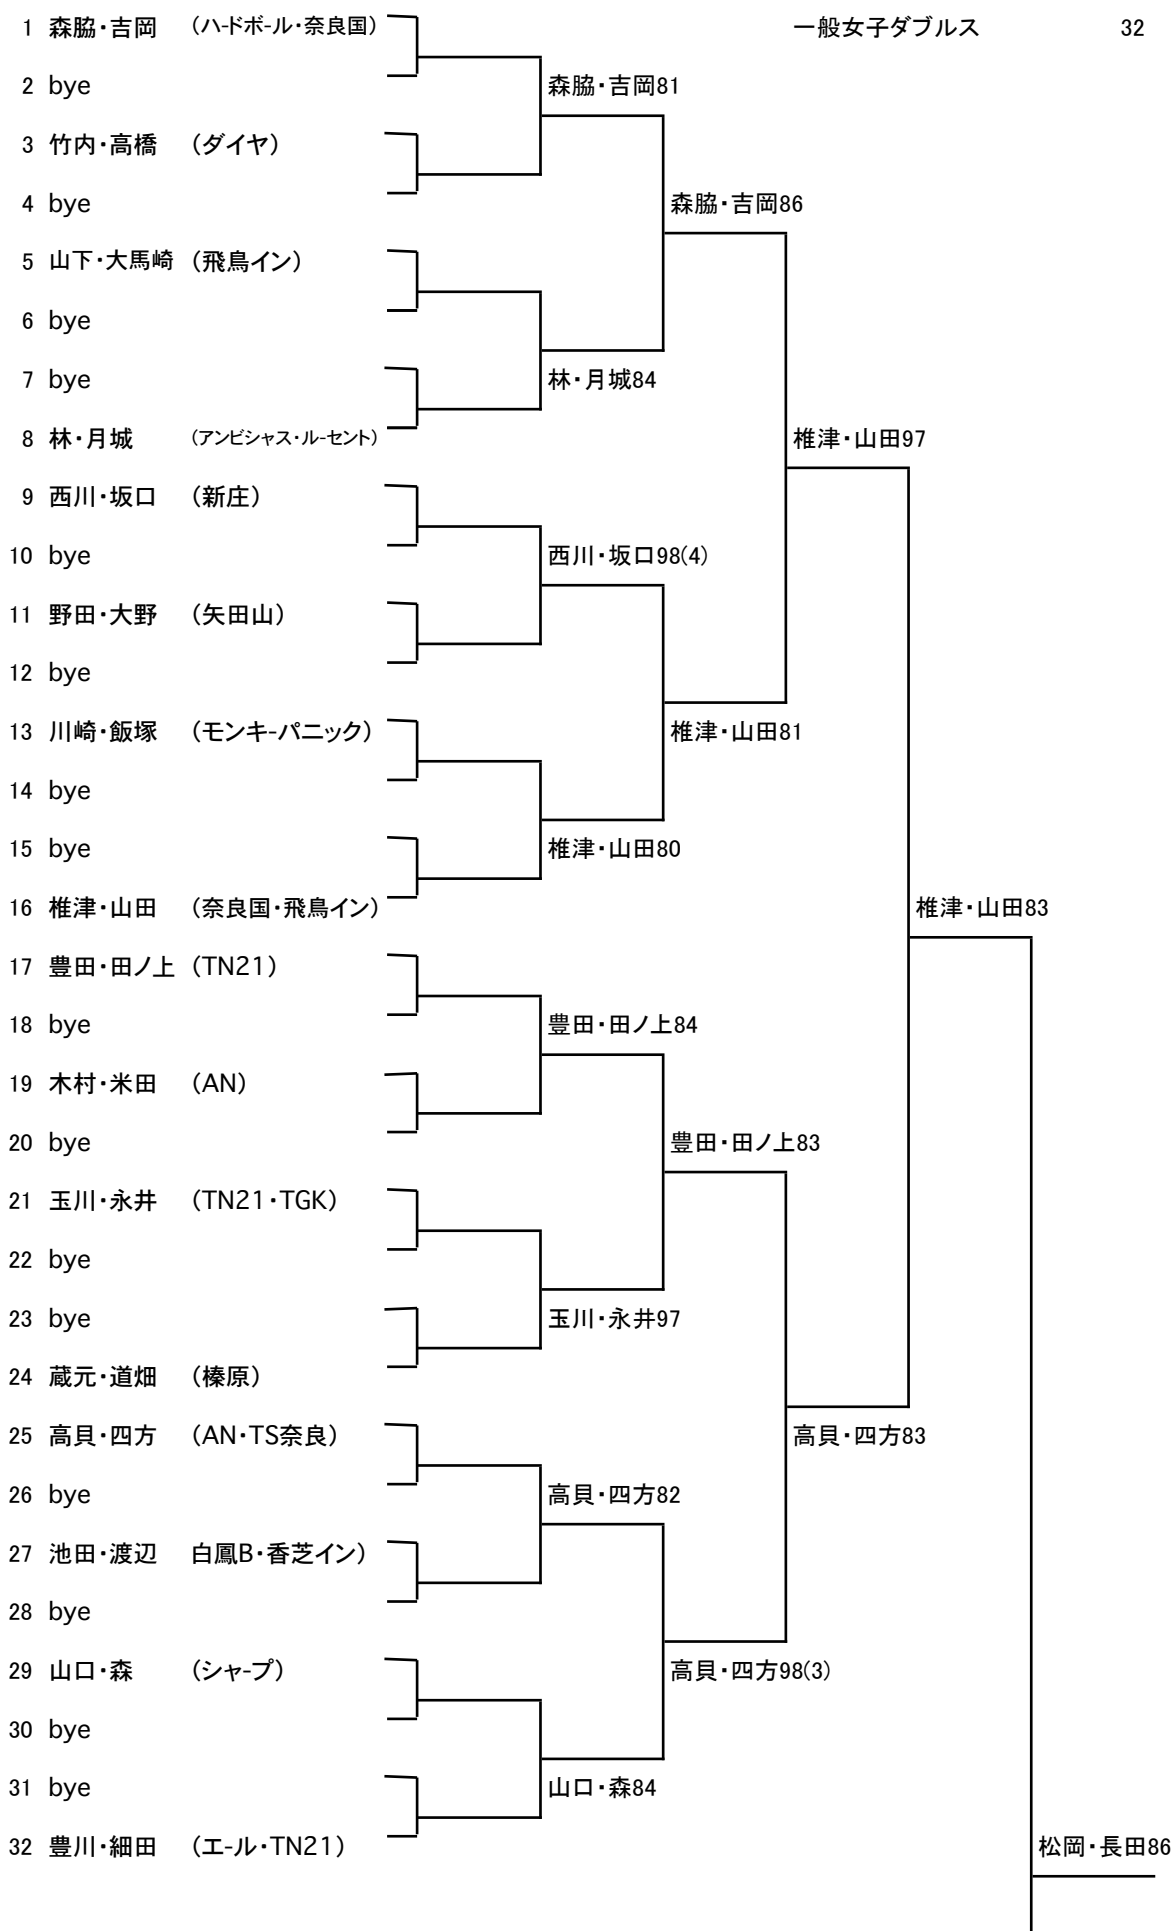 1 森脇・吉岡 (ハ-ドボ-ル・奈良国) 一般女子ダブルス 32
2 bye 森脇・吉岡81
3 竹内・高橋 (ダイヤ)
4 bye 森脇・吉岡86
5 山下・大馬崎 (飛鳥イン)
6 bye
7 bye 林・月城84
8 林・月城 (アンビシャス・ル-セント) 椎津・山田97
9 西川・坂口 (新庄)
10 bye 西川・坂口98(4)
11 野田・大野 (矢田山)
12 bye
13 川崎・飯塚 (モンキ-パニック) 椎津・山田81
14 bye
15 bye 椎津・山田80
16 椎津・山田 (奈良国・飛鳥イン) 椎津・山田83
17 豊田・田ノ上 (TN21)
18 bye 豊田・田ノ上84
19 木村・米田 (AN)
20 bye 豊田・田ノ上83
21 玉川・永井 (TN21・TGK)
22 bye
23 bye 玉川・永井97
24 蔵元・道畑 (榛原)
25 高貝・四方 (AN・TS奈良) 高貝・四方83
26 bye 高貝・四方82
27 池田・渡辺 白鳳B・香芝イン)
28 bye
29 山口・森 (シャ-プ) 高貝・四方98(3)
30 bye
31 bye 山口・森84
32 豊川・細田 (エ-ル・TN21) 松岡・長田86